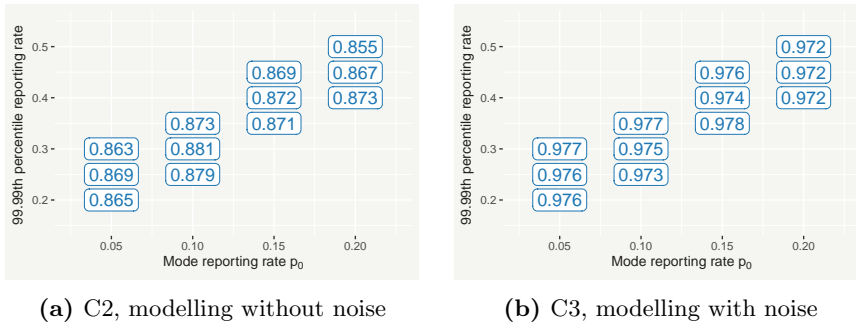 99.99th percentile reporting rate
0.5
0.4
0.3
0.2
0.855
0.869 0.867
0.872 0.873
0.873 0.871
0.863 0.881
0.869 0.879
0.865
0.05 0.10 0.15 0.20
Mode reporting rate p0
(a) C2, modelling without noise
99.99th percentile reporting rate
0.5
0.4
0.3
0.2
0.972
0.976 0.972
0.974 0.972
0.977 0.978
0.977 0.975
0.976 0.973
0.976
0.05 0.10 0.15 0.20
Mode reporting rate p0
(b) C3, modelling with noise